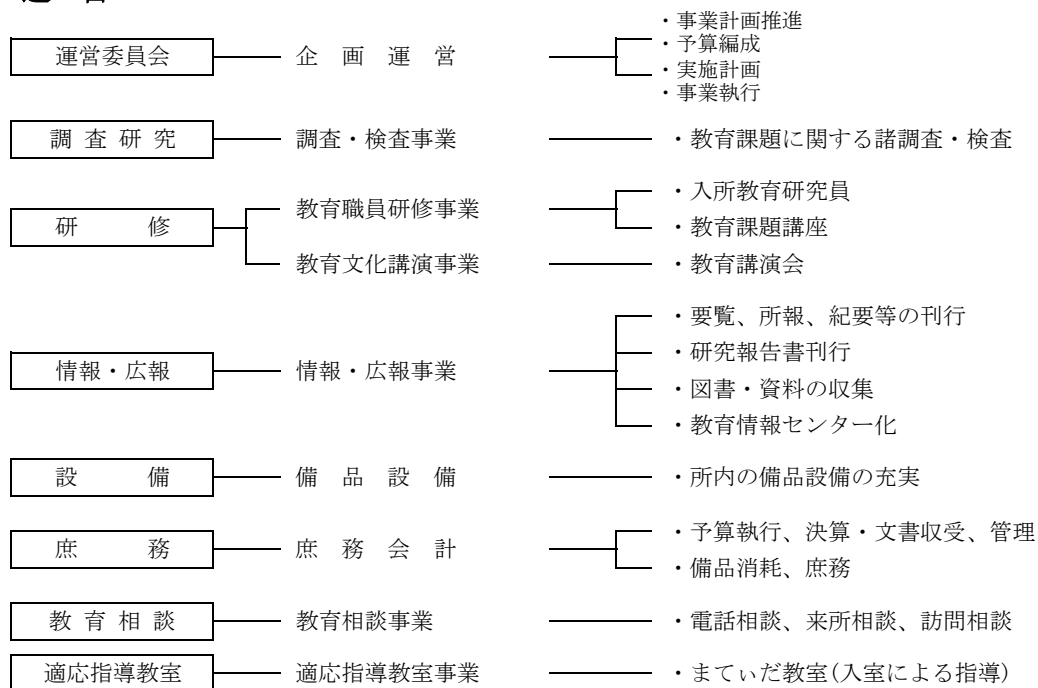 運営委員会 企画運営 ・事業計画推進
・予算編成
・実施計画
・事業執行
調査研究 調査・検査事業 ・教育課題に関する諸調査・検査
研修 教育職員研修事業 ・入所教育研究員
・教育課題講座
教育文化講演事業 ・教育講演会
情報・広報 情報・広報事業 ・要覧、所報、紀要等の刊行
・研究報告書刊行
・図書・資料の収集
・教育情報センター化
設備 備品設備 ・所内の備品設備の充実
庶務 庶務会計 ・予算執行、決算・文書収受、管理
・備品消耗、庶務
教育相談 教育相談事業 ・電話相談、来所相談、訪問相談
適応指導教室 適応指導教室事業 ・まてぃだ教室(入室による指導)